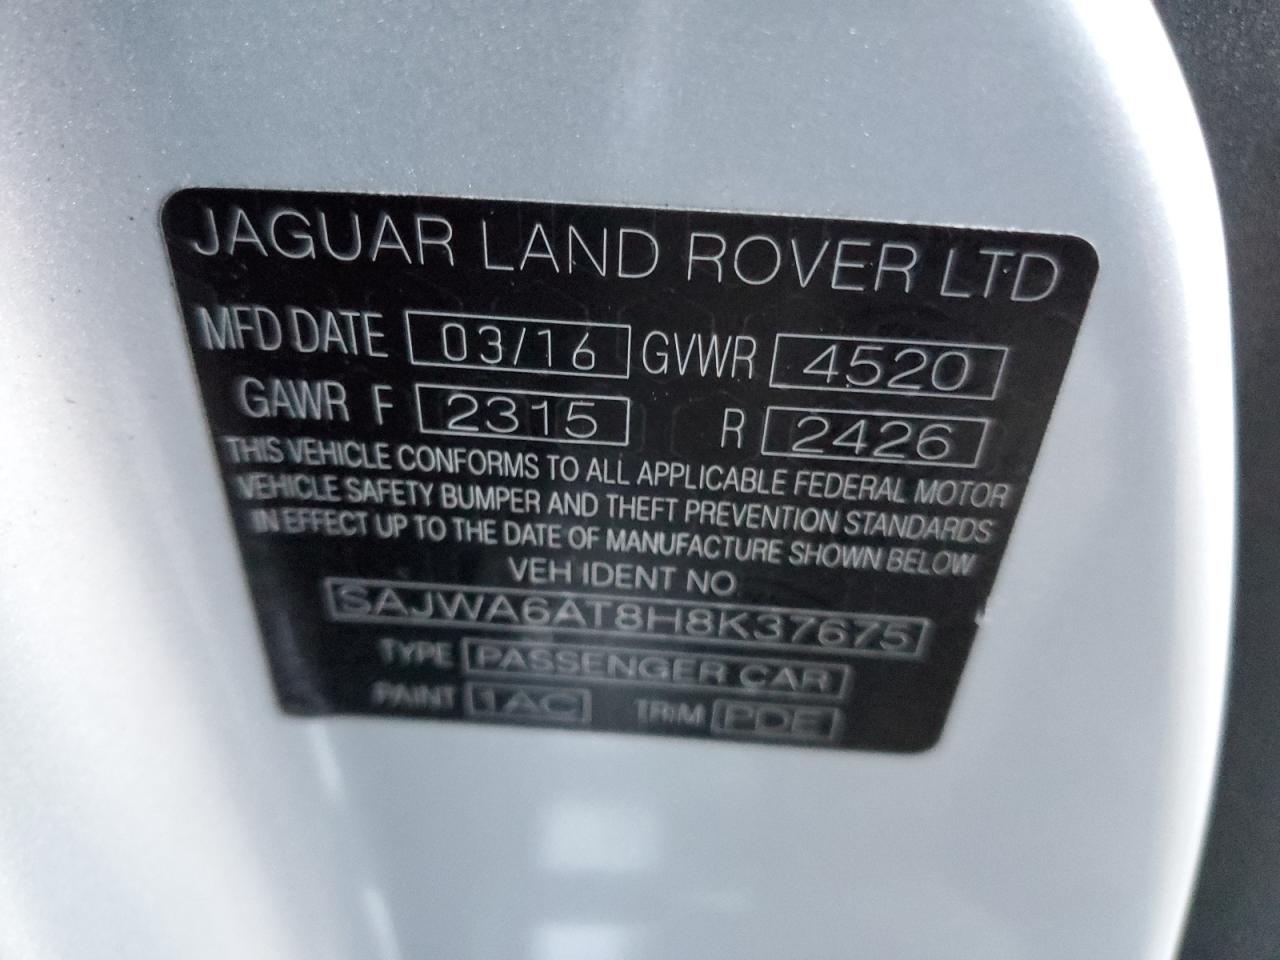 JAGUAR LAND ROVER LTD
MFD DATE 03/16 GVWR 4520
GAWR F 2315 R 2426
THIS VEHICLE CONFORMS TO ALL APPLICABLE FEDERAL MOTOR
VEHICLE SAFETY BUMPER AND THEFT PREVENTION STANDARDS
IN EFFECT UP TO THE DATE OF MANUFACTURE SHOWN BELOW
VEH IDENT NO
SAJWA6AT8H8K37675
TYPE PASSENGER CAR
PAINT 1AC TRIM PDE